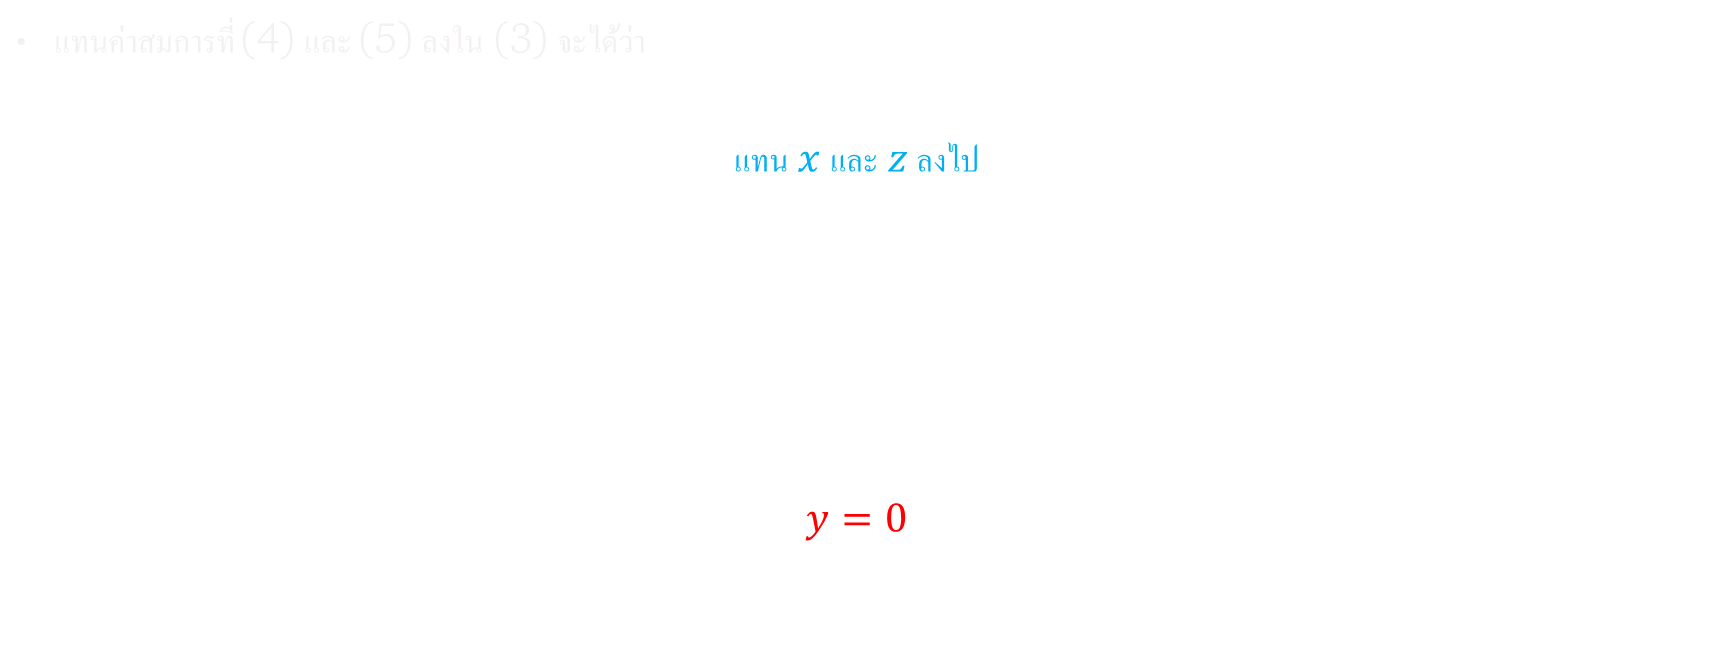 • แทนค่าสมการที่ (4) และ (5) ลงใน (3) จะได้ว่า
แทน x และ z ลงไป
y = 0